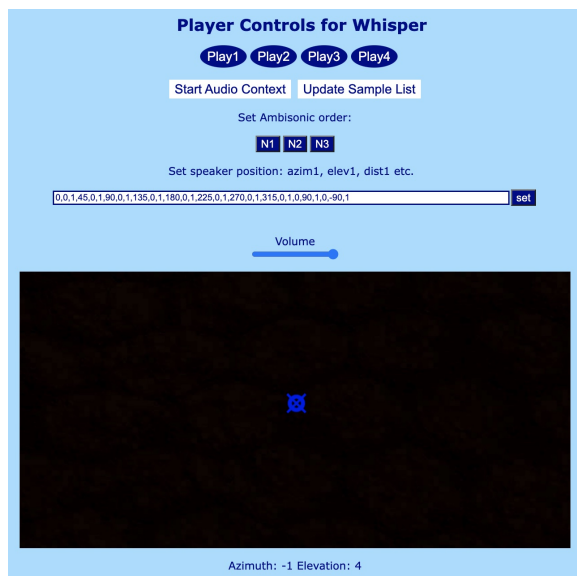 Player Controls for Whisper
Play1 Play2 Play3 Play4
Start Audio Context Update Sample List
Set Ambisonic order:
N1 N2 N3
Set speaker position: azim1, elev1, dist1 etc.
0,0,1,45,0,1,90,0,1,135,0,1,180,0,1,225,0,1,270,0,1,315,0,1,0,90,1,0,-90,1 set
Volume
Azimuth: -1 Elevation: 4